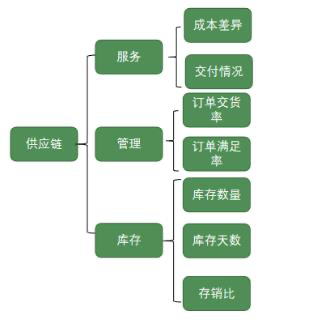 供应链
服务
成本差异
交付情况
管理
订单交货
率
订单满足
率
库存
库存数量
库存天数
存销比